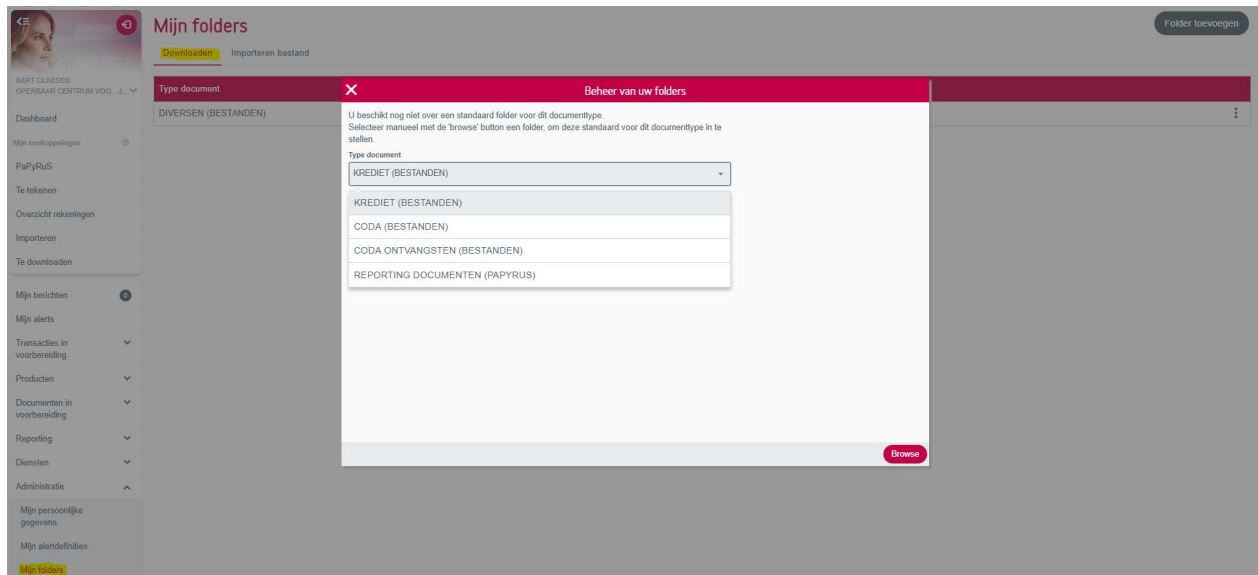 Mijn folders
Folder toevoegen
Downloaden
Importeren bestand
BART CLAESEN
OPENBAAR CENTRUM VOO... J...
Dashboard
Mijn snelkoppelingen
PaPyRuS
Te tekenen
Overzicht rekeningen
Importeren
Te downloaden
Mijn berichten 0
Mijn alerts
Transacties in
voorbereiding
Producten
Documenten in
voorbereiding
Reporting
Diensten
Administratie
Mijn persoonlijke
gegevens
Mijn alertdefinities
Mijn folders
Type document
DIVERSEN (BESTANDEN)
Beheer van uw folders
U beschikt nog niet over een standaard folder voor dit documenttype.
Selecteer manueel met de 'browse' button een folder, om deze standaard voor dit documenttype in te
stellen.
Type document
KREDIET (BESTANDEN)
KREDIET (BESTANDEN)
CODA (BESTANDEN)
CODA ONTVANGSTEN (BESTANDEN)
REPORTING DOCUMENTEN (PAPYRUS)
Browse